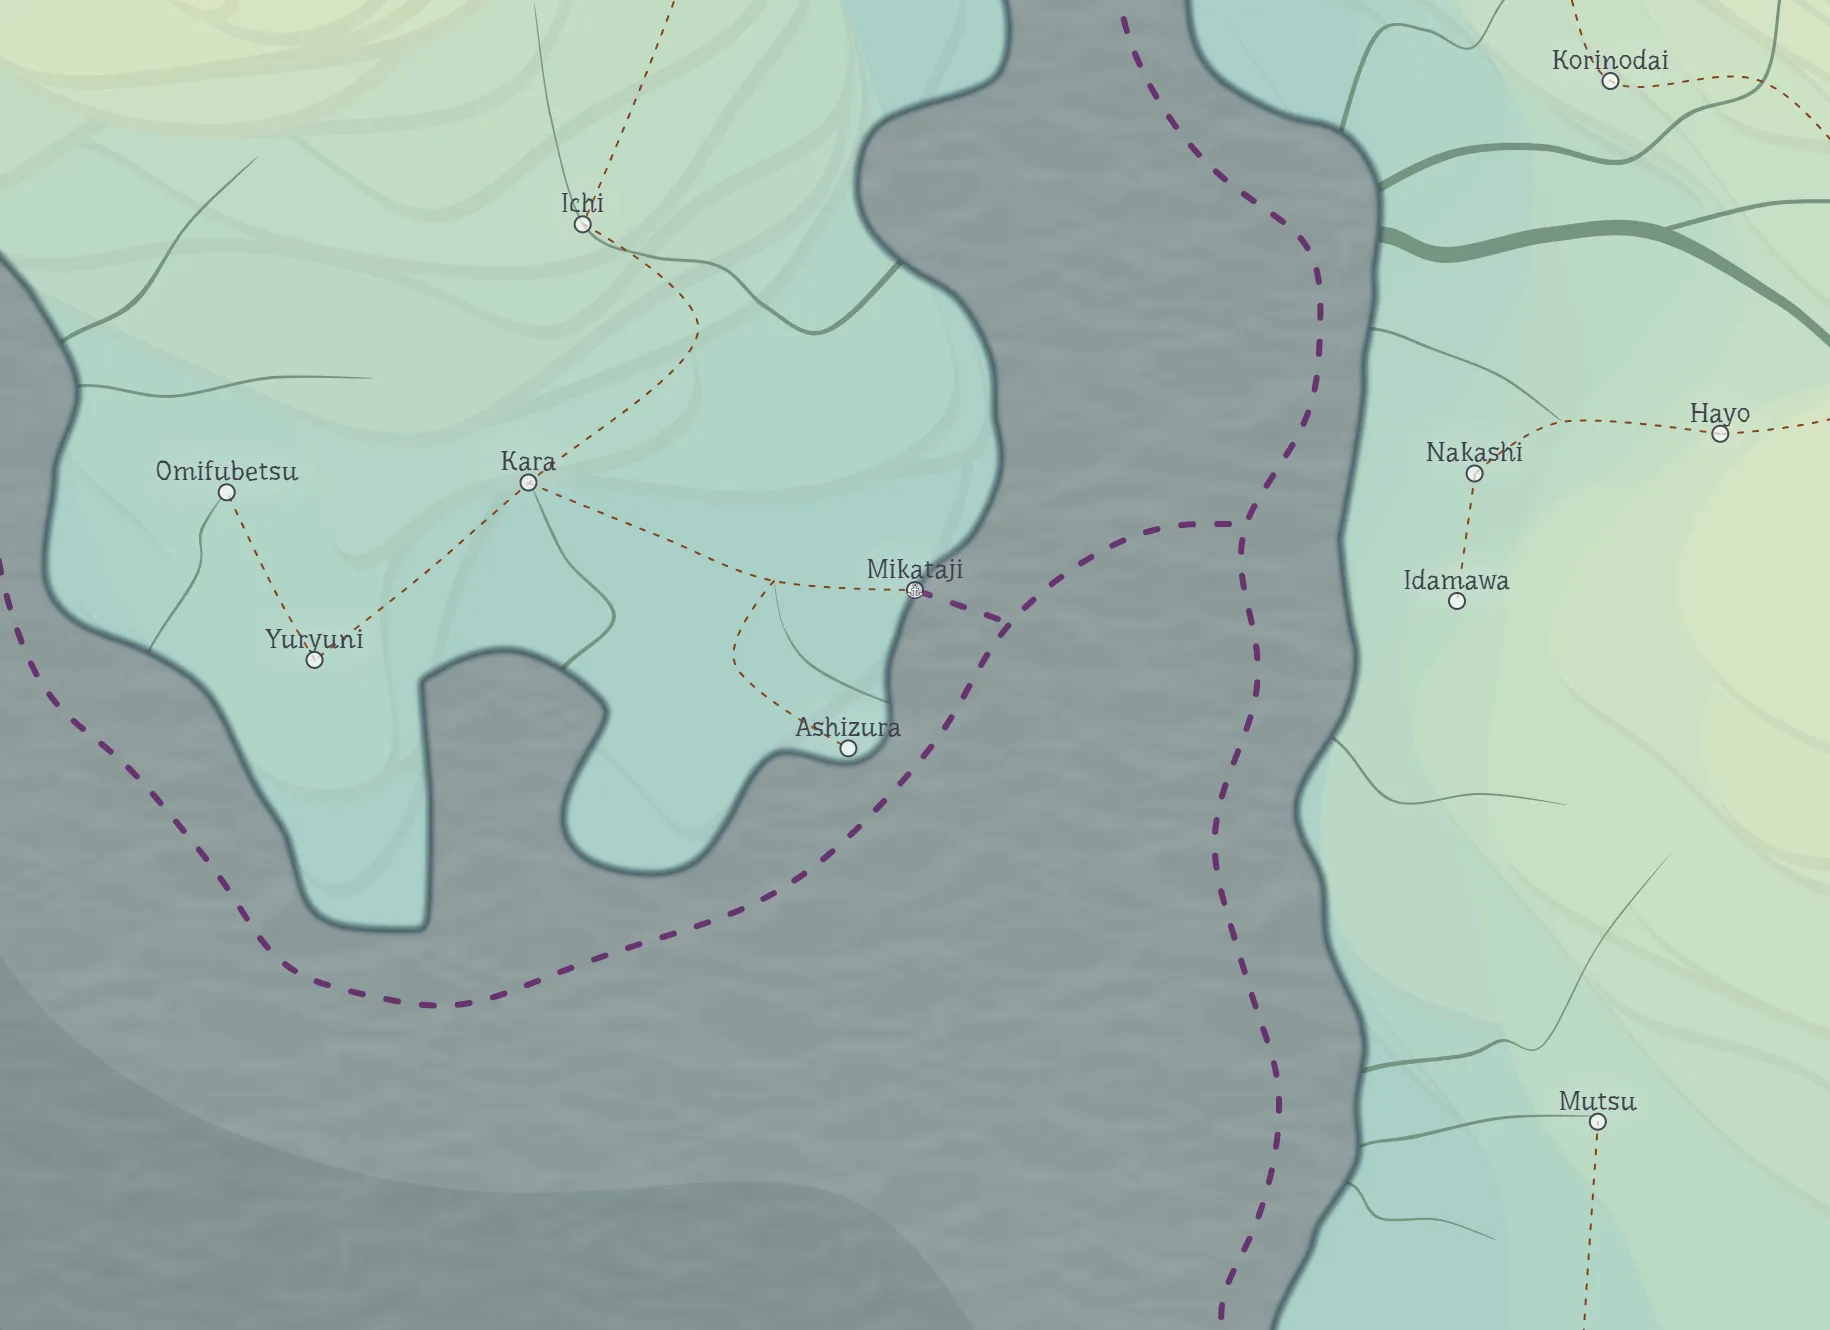 Korinodai
Ichi
Hayo
Nakashi
Kara
Omifubetsu
Mikataji
Idamawa
Yuryuni
Ashizura
Mutsu